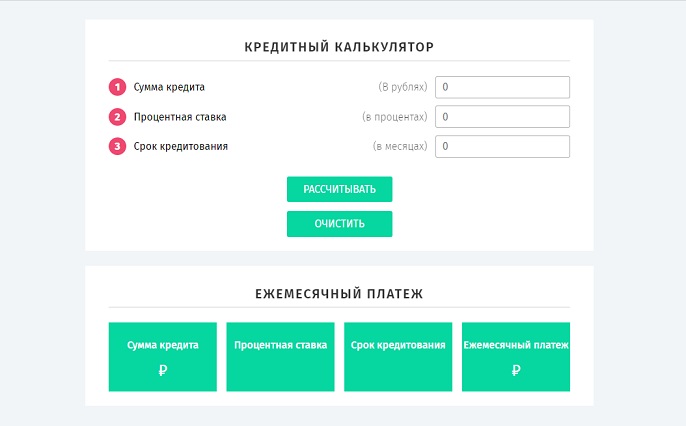 КРЕДИТНЫЙ КАЛЬКУЛЯТОР
1 Сумма кредита (В рублях) 0
2 Процентная ставка (в процентах) 0
3 Срок кредитования (в месяцах) 0
РАССЧИТЫВАТЬ
ОЧИСТИТЬ
ЕЖЕМЕСЯЧНЫЙ ПЛАТЕЖ
Сумма кредита Процентная ставка Срок кредитования Ежемесячный платеж
₽ ₽